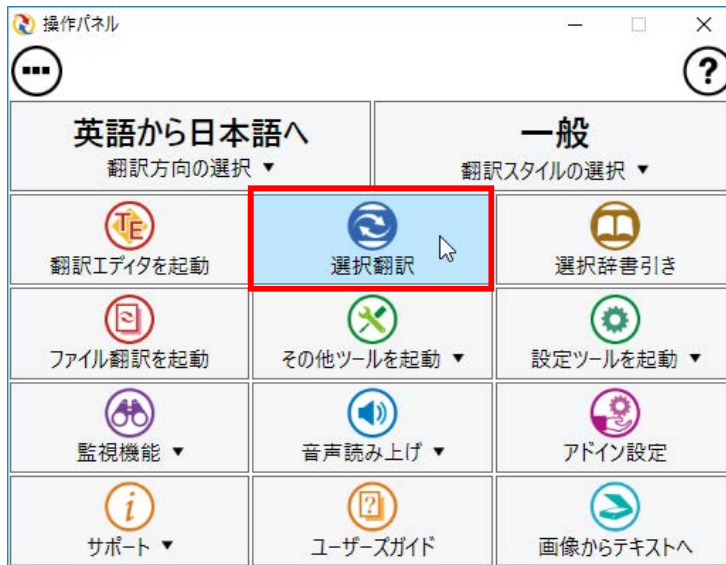 操作パネル
英語から日本語へ
翻訳方向の選択 ▼
一般
翻訳スタイルの選択 ▼
TE
翻訳エディタを起動
選択翻訳
選択辞書引き
ファイル翻訳を起動
その他ツールを起動 ▼
設定ツールを起動 ▼
監視機能 ▼
音声読み上げ ▼
アドイン設定
i
サポート ▼
?
ユーザーズガイド
画像からテキストへ